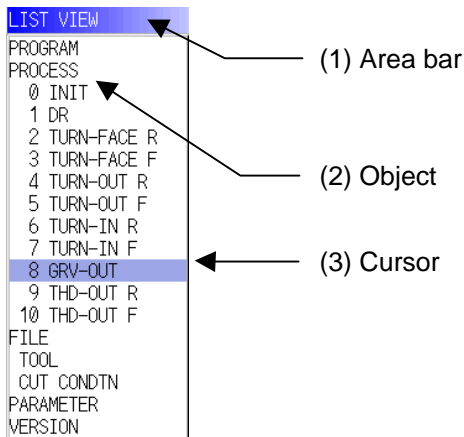 LIST VIEW
PROGRAM
PROCESS
0 INIT
1 DR
2 TURN-FACE R
3 TURN-FACE F
4 TURN-OUT R
5 TURN-OUT F
6 TURN-IN R
7 TURN-IN F
8 GRV-OUT
9 THD-OUT R
10 THD-OUT F
FILE
TOOL
CUT CONDTN
PARAMETER
VERSION
(1) Area bar
(2) Object
(3) Cursor